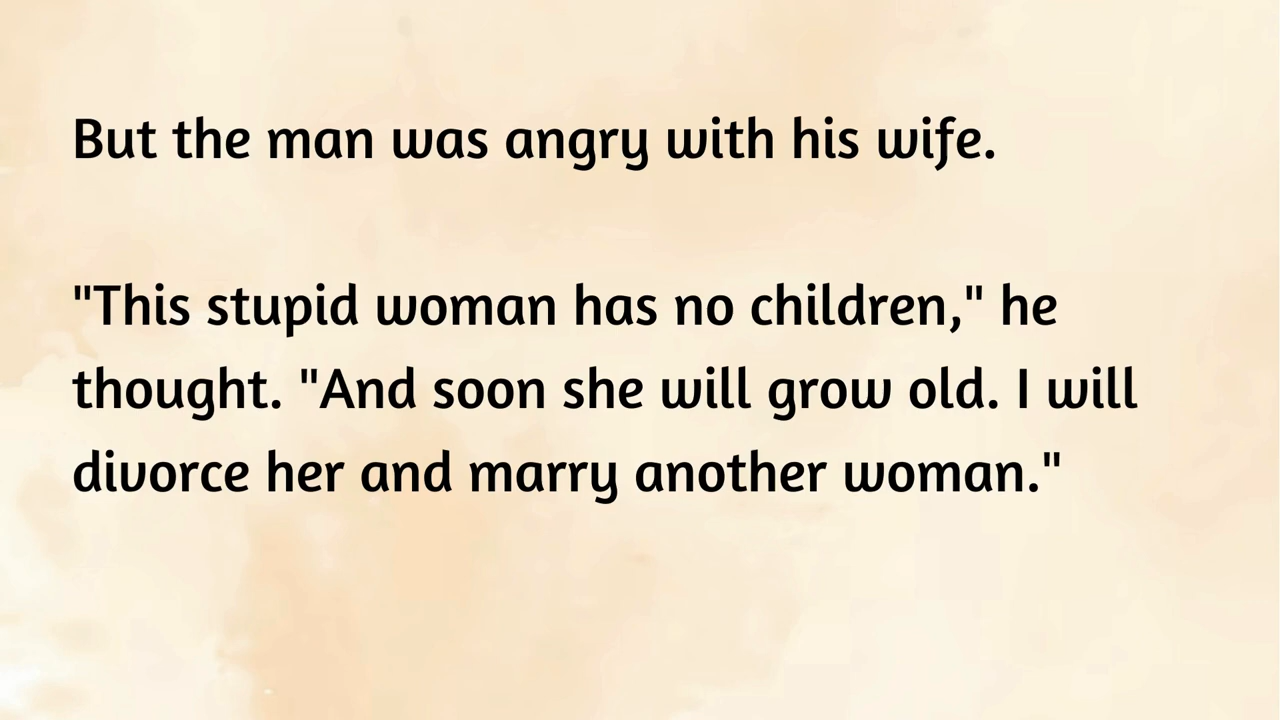 But the man was angry with his wife.
"This stupid woman has no children," he
thought. "And soon she will grow old. I will
divorce her and marry another woman."